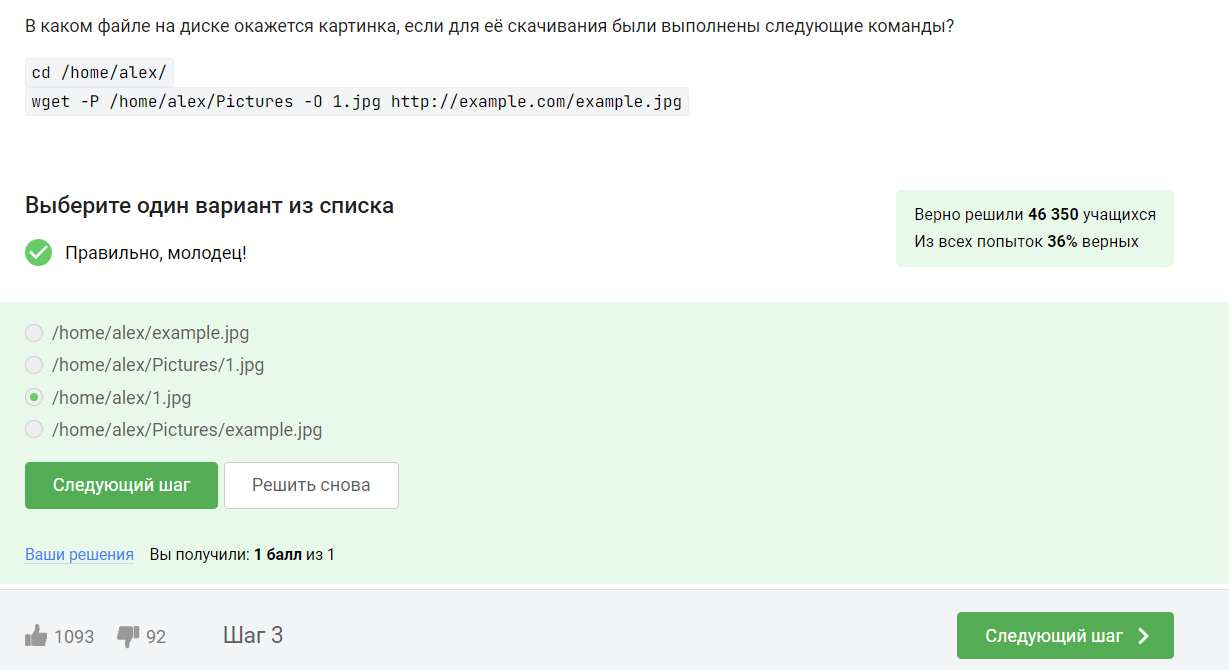 В каком файле на диске окажется картинка, если для её скачивания были выполнены следующие команды?
cd /home/alex/
wget -P /home/alex/Pictures -O 1.jpg http://example.com/example.jpg
Выберите один вариант из списка
Правильно, молодец!
Верно решили 46 350 учащихся
Из всех попыток 36% верных
/home/alex/example.jpg
/home/alex/Pictures/1.jpg
/home/alex/1.jpg
/home/alex/Pictures/example.jpg
Следующий шаг
Решить снова
Ваши решения Вы получили: 1 балл из 1
1093 92 Шаг 3
Следующий шаг